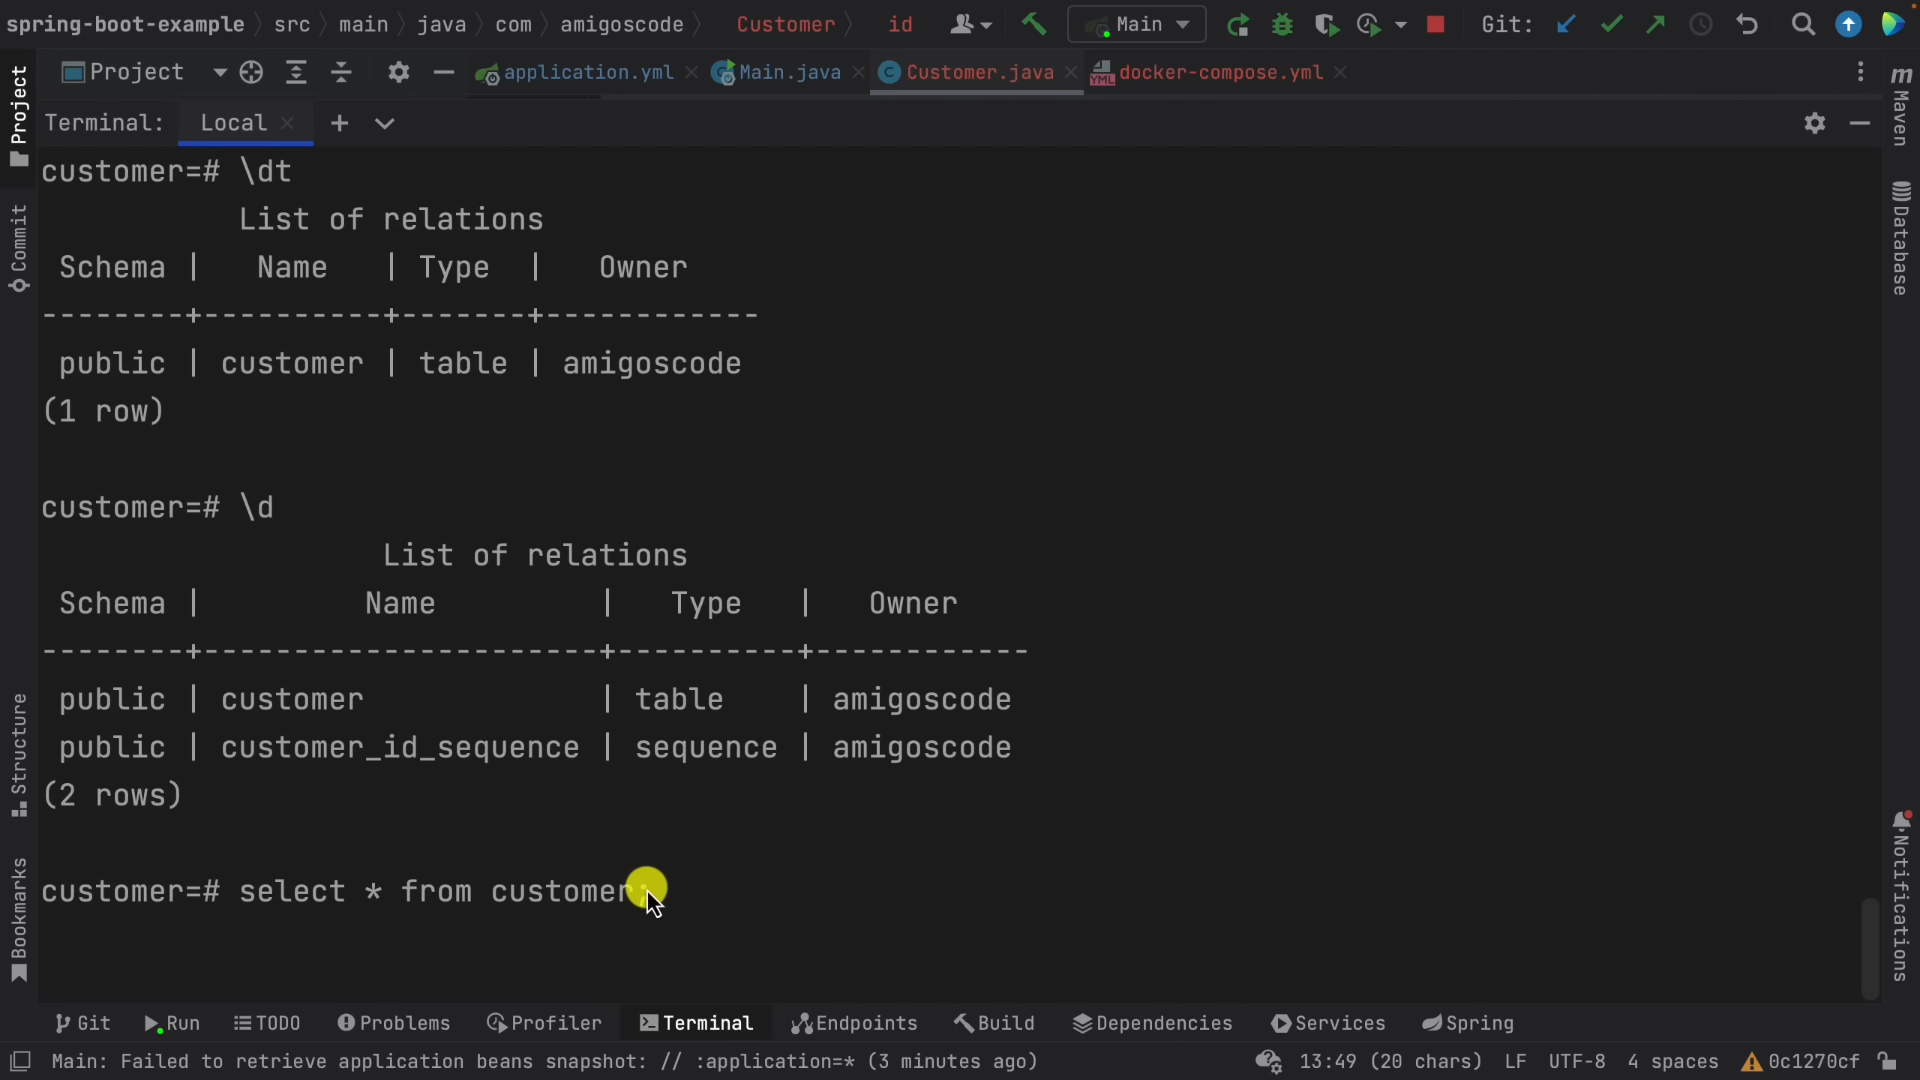 spring-boot-example 〉 src 〉 main 〉 java 〉 com 〉 amigoscode 〉 Customer 〉 id Main Git:
Project application.yml Main.java Customer.java docker-compose.yml
Terminal: Local
customer=# \dt
List of relations
Schema | Name | Type | Owner
--------+----------+-------+------------
public | customer | table | amigoscode
(1 row)
customer=# \d
List of relations
Schema | Name | Type | Owner
--------+----------------------+----------+------------
public | customer | table | amigoscode
public | customer_id_sequence | sequence | amigoscode
(2 rows)
customer=# select * from customer;
Project
Commit
Structure
Bookmarks
m
Maven
Database
Notifications
Git Run TODO Problems Profiler Terminal Endpoints Build Dependencies Services Spring
Main: Failed to retrieve application beans snapshot: // :application=* (3 minutes ago) 13:49 (20 chars) LF UTF-8 4 spaces 0c1270cf